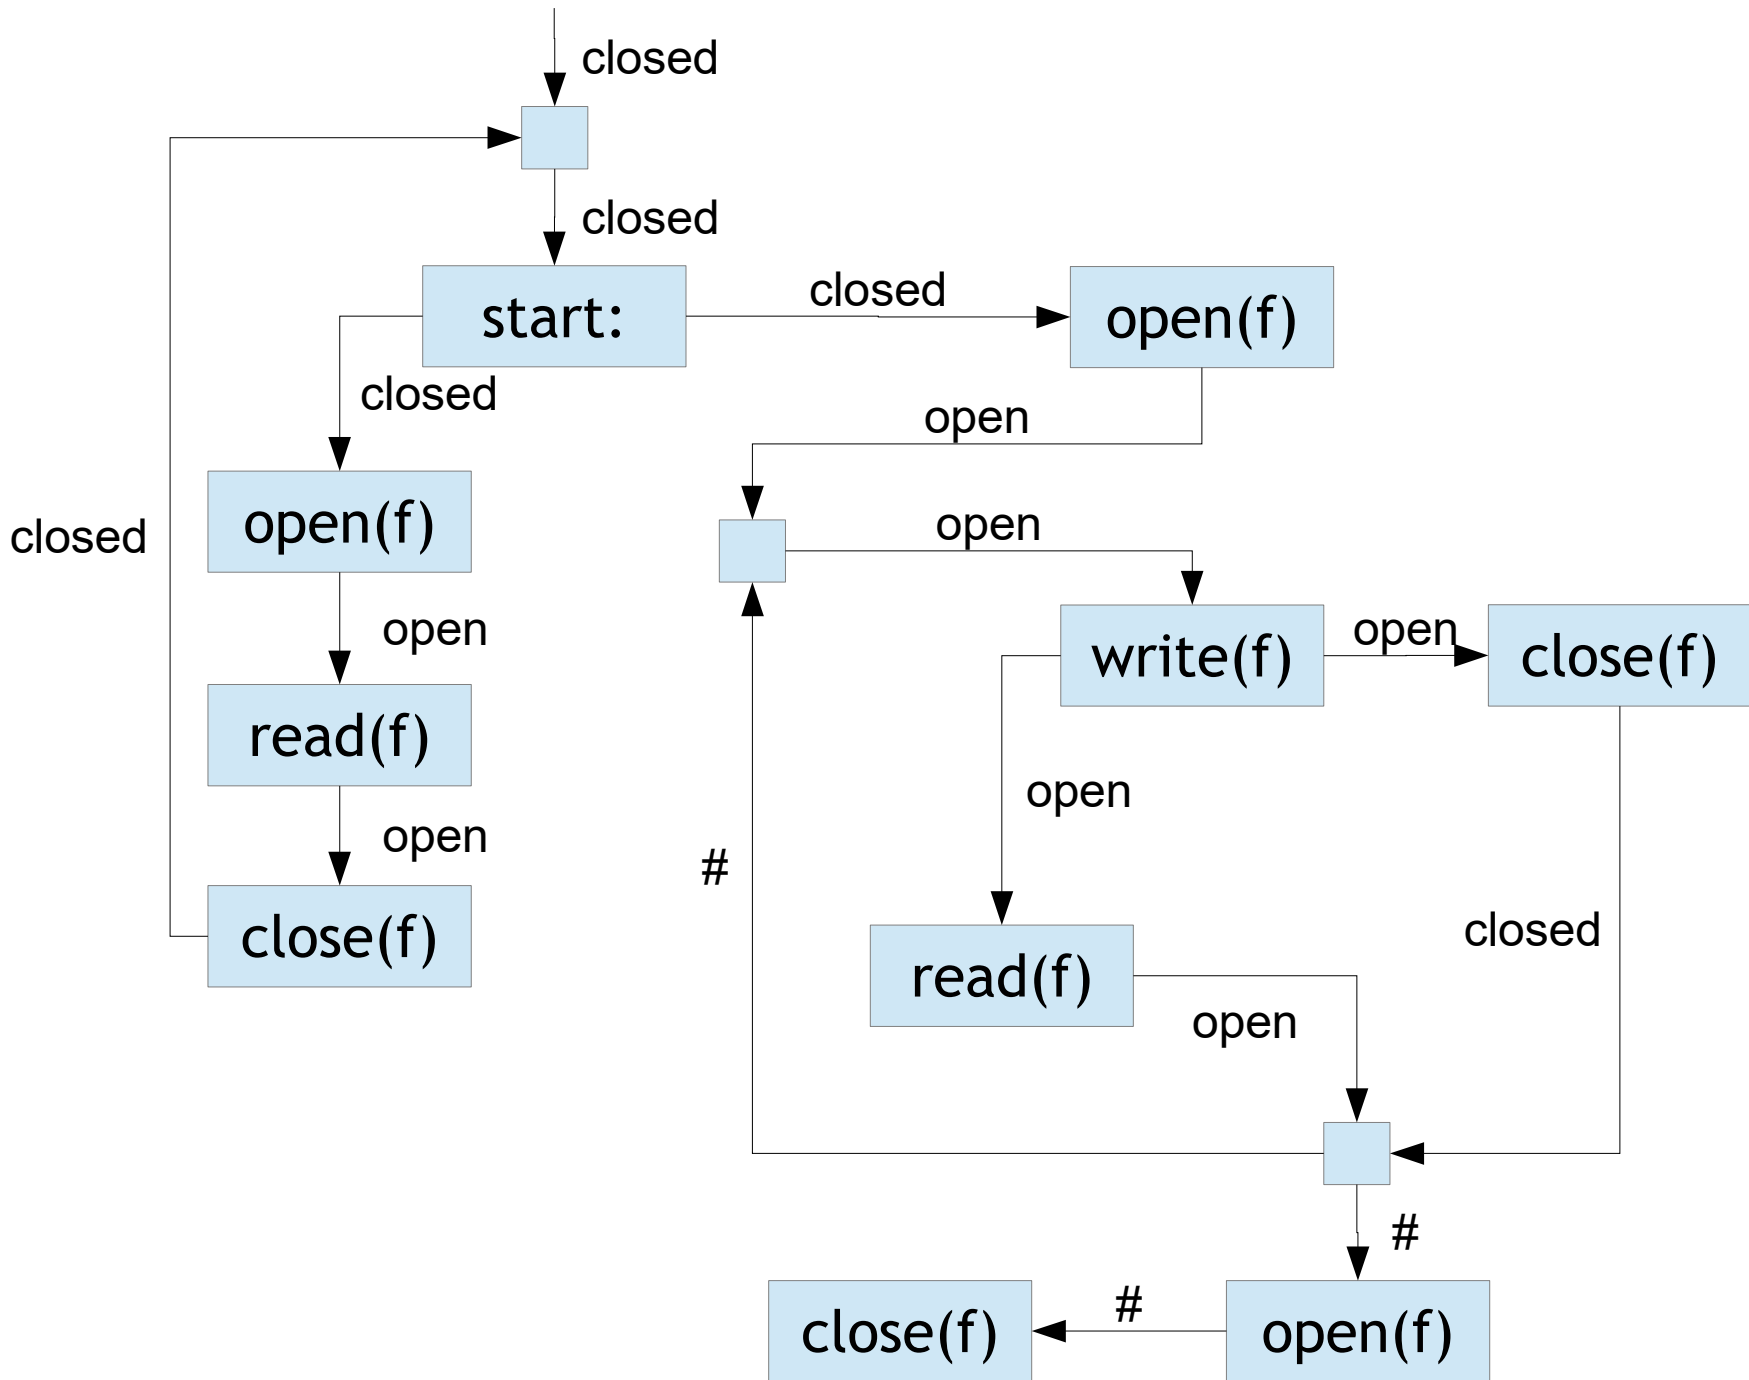 closed
closed
closed
start:
open(f)
closed
open
open(f)
open
closed
open
write(f)
open
close(f)
read(f)
open
open
#
close(f)
closed
read(f)
open
#
#
close(f)
open(f)